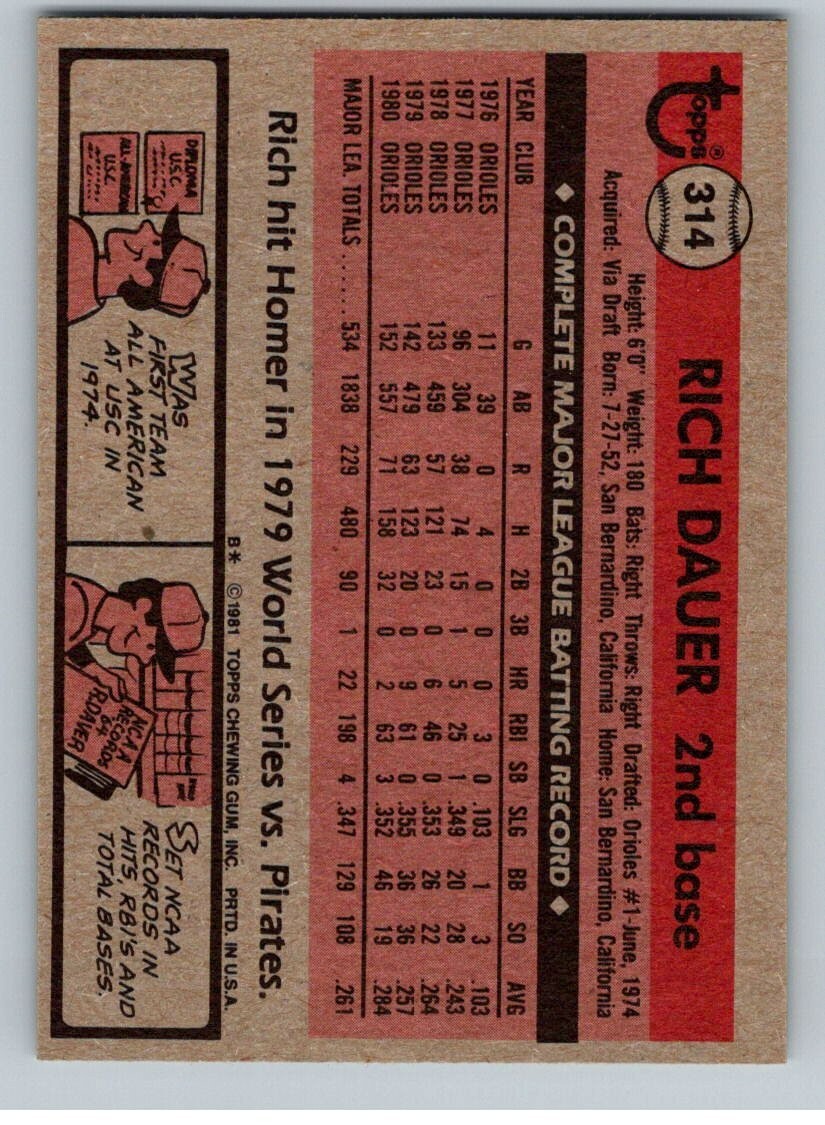 Topps®
314
RICH DAUER 2nd base
Height: 6'0" Weight: 180 Bats: Right Throws: Right Drafted: Orioles #1-June, 1974
Acquired: Via Draft Born: 7-27-52, San Bernardino, California Home: San Bernardino, California
◆ COMPLETE MAJOR LEAGUE BATTING RECORD ◆
YEAR CLUB G AB R H 2B 3B HR RBI SB SLG BB SO AVG
1976 ORIOLES 11 39 0 4 0 0 0 3 0 .103 1 3 .103
1977 ORIOLES 96 304 38 74 15 1 5 25 1 .349 20 28 .243
1978 ORIOLES 133 459 57 121 23 0 6 46 0 .353 26 22 .264
1979 ORIOLES 142 479 63 123 20 0 9 61 0 .355 36 36 .257
1980 ORIOLES 152 557 71 158 32 0 2 63 3 .352 46 19 .284
MAJOR LEA. TOTALS ...... 534 1838 229 480 90 1 22 198 4 .347 129 108 .261
Rich hit Homer in 1979 World Series vs. Pirates.
B* ©1981 TOPPS CHEWING GUM, INC. PRTD. IN U.S.A.
DIPLOMA
U.S.C.
ALL-AMERICAN
U.S.C.
WAS
FIRST TEAM
ALL AMERICAN
AT USC IN
1974.
NCAA
RECORDS
R. DAUER
SET NCAA
RECORDS IN
HITS, RBI'S AND
TOTAL BASES.